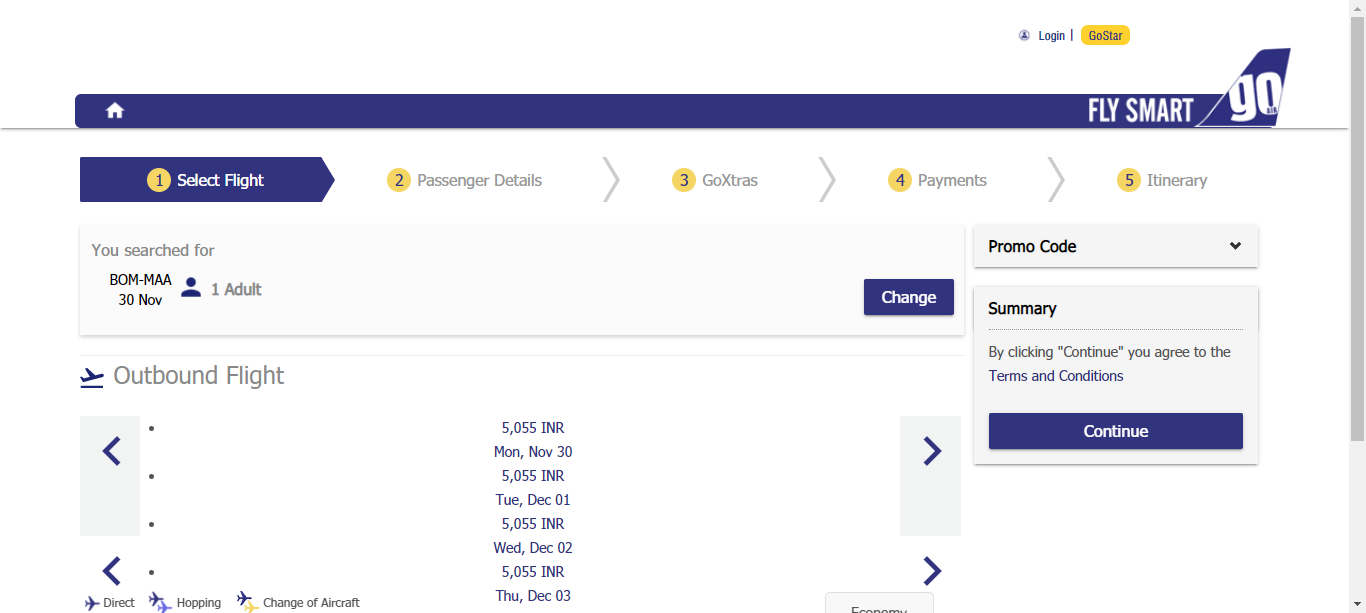 Login | GoStar
FLY SMART go AIR
1 Select Flight
2 Passenger Details
3 GoXtras
4 Payments
5 Itinerary
You searched for
BOM-MAA
30 Nov
1 Adult
Change
Promo Code
Summary
By clicking "Continue" you agree to the
Terms and Conditions
Continue
Outbound Flight
5,055 INR
Mon, Nov 30
5,055 INR
Tue, Dec 01
5,055 INR
Wed, Dec 02
5,055 INR
Thu, Dec 03
Direct
Hopping
Change of Aircraft
Economy